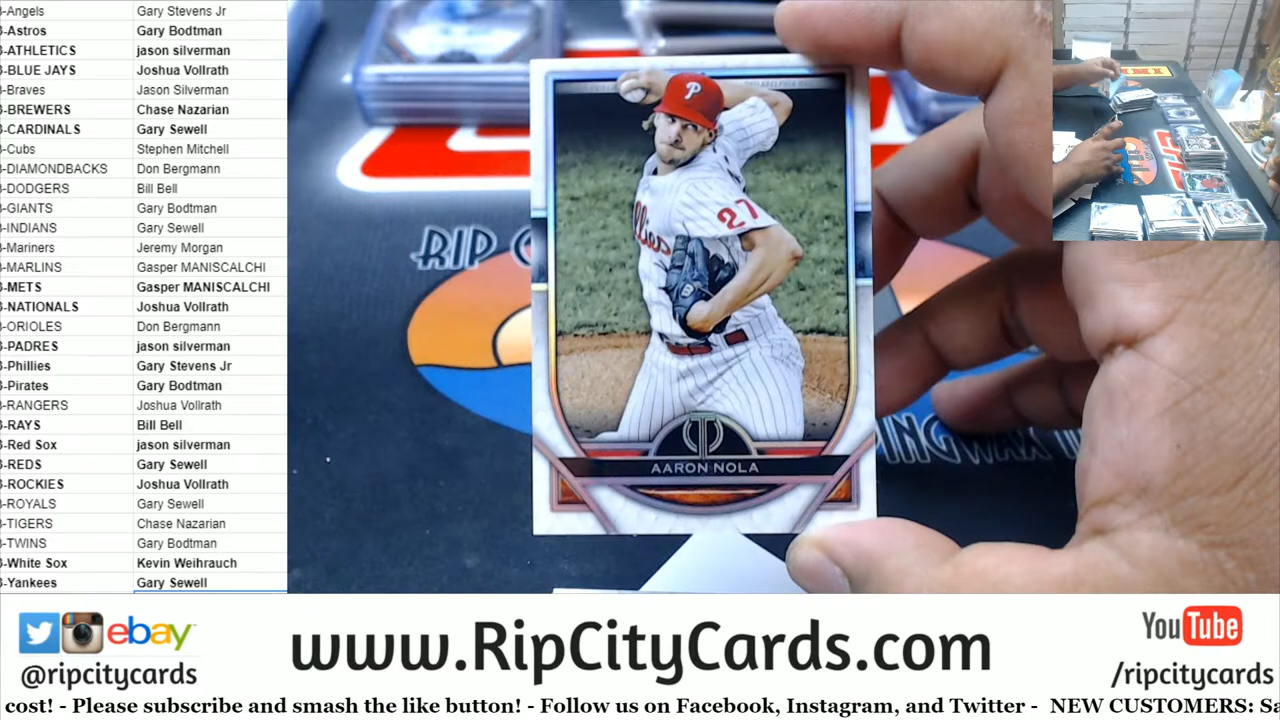 B-Angels Gary Stevens Jr
B-Astros Gary Bodtman
B-ATHLETICS jason silverman
B-BLUE JAYS Joshua Vollrath
B-Braves Jason Silverman
B-BREWERS Chase Nazarian
B-CARDINALS Gary Sewell
B-Cubs Stephen Mitchell
B-DIAMONDBACKS Don Bergmann
B-DODGERS Bill Bell
B-GIANTS Gary Bodtman
B-INDIANS Gary Sewell
B-Mariners Jeremy Morgan
B-MARLINS Gasper MANISCALCHI
B-METS Gasper MANISCALCHI
B-NATIONALS Joshua Vollrath
B-ORIOLES Don Bergmann
B-PADRES jason silverman
B-Phillies Gary Stevens Jr
B-Pirates Gary Bodtman
B-RANGERS Joshua Vollrath
B-RAYS Bill Bell
B-Red Sox jason silverman
B-REDS Gary Sewell
B-ROCKIES Joshua Vollrath
B-ROYALS Gary Sewell
B-TIGERS Chase Nazarian
B-TWINS Gary Bodtman
B-White Sox Kevin Weihrauch
B-Yankees Gary Sewell
P
27
RIP
AARON NOLA
ebay
@ripcitycards
www.RipCityCards.com
YouTube
/ripcitycards
cost! - Please subscribe and smash the like button! - Follow us on Facebook, Instagram, and Twitter - NEW CUSTOMERS: